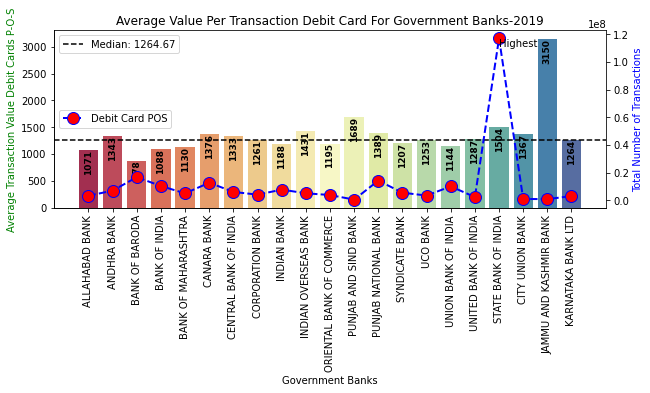 Average Value Per Transaction Debit Card For Government Banks-2019
1e8
Average Transaction Value Debit Cards P-O-S
3000
2500
2000
1500
1000
500
0
Median: 1264.67
Debit Card POS
Highest
1071
1343
1088
1130
1376
1333
1261
1188
1431
1195
1689
1389
1207
1253
1144
1287
1504
1367
3150
1264
1.2
1.0
0.8
0.6
0.4
0.2
0.0
Total Number of Transactions
ALLAHABAD BANK
ANDHRA BANK
BANK OF BARODA
BANK OF INDIA
BANK OF MAHARASHTRA
CANARA BANK
CENTRAL BANK OF INDIA
CORPORATION BANK
INDIAN BANK
INDIAN OVERSEAS BANK
ORIENTAL BANK OF COMMERCE
PUNJAB AND SIND BANK
PUNJAB NATIONAL BANK
SYNDICATE BANK
UCO BANK
UNION BANK OF INDIA
UNITED BANK OF INDIA
STATE BANK OF INDIA
CITY UNION BANK
JAMMU AND KASHMIR BANK
KARNATAKA BANK LTD
Government Banks